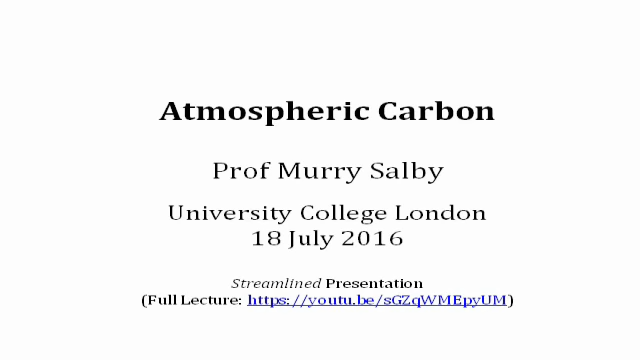 Atmospheric Carbon
Prof Murry Salby
University College London
18 July 2016
Streamlined Presentation
(Full Lecture: https://youtu.be/sGZqWMEpyUM)